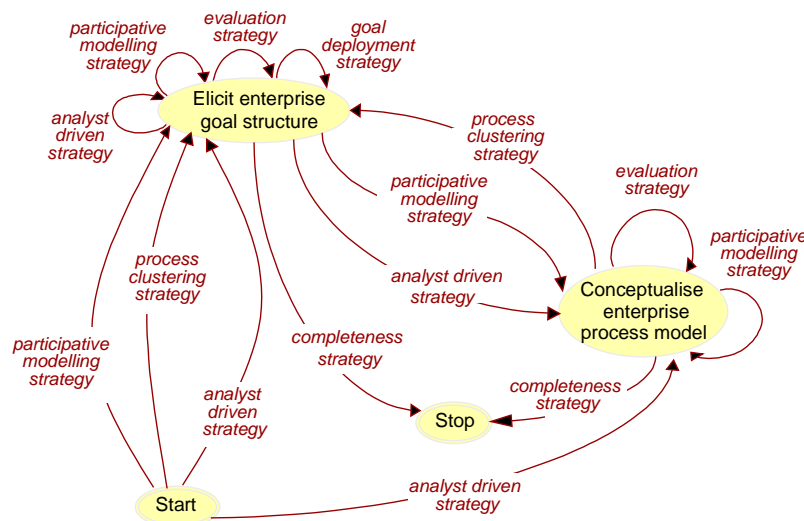 participative
modelling
strategy
evaluation
strategy
goal
deployment
strategy
analyst
driven
strategy
Elicit enterprise
goal structure
process
clustering
strategy
participative
modelling
strategy
evaluation
strategy
participative
modelling
strategy
process
clustering
strategy
analyst driven
strategy
Conceptualise
enterprise
process model
participative
modelling
strategy
completeness
strategy
analyst
driven
strategy
completeness
strategy
Stop
Start
analyst driven
strategy